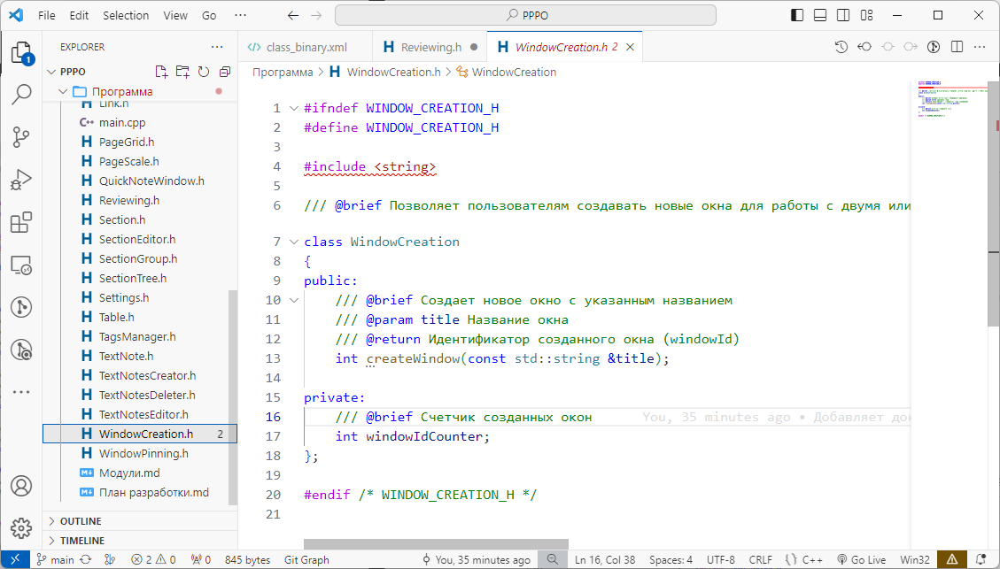 File Edit Selection View Go ··· PPPO
EXPLORER ···
PPPO
Программа
Link.h
main.cpp
PageGrid.h
PageScale.h
QuickNoteWindow.h
Reviewing.h
Section.h
SectionEditor.h
SectionGroup.h
SectionTree.h
Settings.h
Table.h
TagsManager.h
TextNote.h
TextNotesCreator.h
TextNotesDeleter.h
TextNotesEditor.h
WindowCreation.h 2
WindowPinning.h
Модули.md
План разработки.md
OUTLINE
TIMELINE
1
class_binary.xml H Reviewing.h H WindowCreation.h 2
Программа > H WindowCreation.h > WindowCreation
1 #ifndef WINDOW_CREATION_H
2 #define WINDOW_CREATION_H
3
4 #include <string>
5
6 /// @brief Позволяет пользователям создавать новые окна для работы с двумя или
7 class WindowCreation
8 {
9 public:
10 /// @brief Создает новое окно с указанным названием
11 /// @param title Название окна
12 /// @return Идентификатор созданного окна (windowId)
13 int createWindow(const std::string &title);
14
15 private:
16 /// @brief Счетчик созданных окон You, 35 minutes ago • Добавляет док
17 int windowIdCounter;
18 };
19
20 #endif /* WINDOW_CREATION_H */
21
main 2 0 0 845 bytes Git Graph You, 35 minutes ago Ln 16, Col 38 Spaces: 4 UTF-8 CRLF {} C++ Go Live Win32